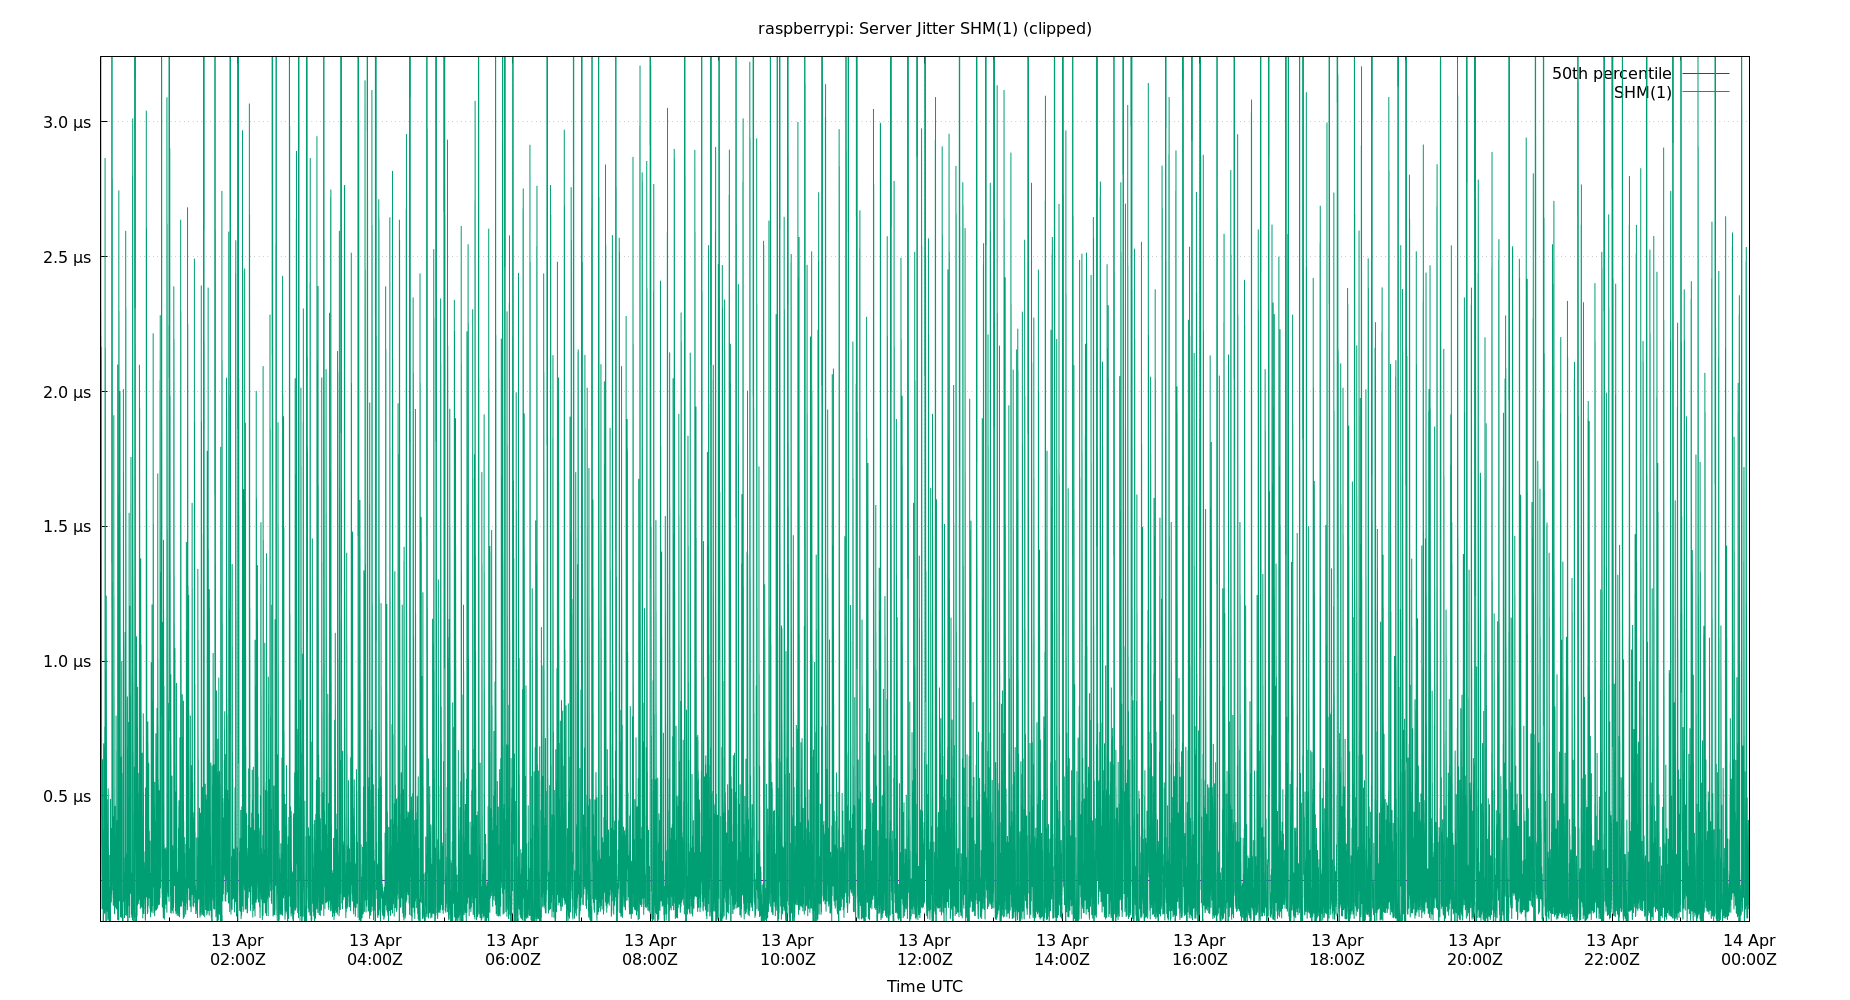 raspberrypi: Server Jitter SHM(1) (clipped)
50th percentile
SHM(1)
3.0 µs
2.5 µs
2.0 µs
1.5 µs
1.0 µs
0.5 µs
13 Apr 13 Apr 13 Apr 13 Apr 13 Apr 13 Apr 13 Apr 13 Apr 13 Apr 13 Apr 13 Apr 14 Apr
02:00Z 04:00Z 06:00Z 08:00Z 10:00Z 12:00Z 14:00Z 16:00Z 18:00Z 20:00Z 22:00Z 00:00Z
Time UTC